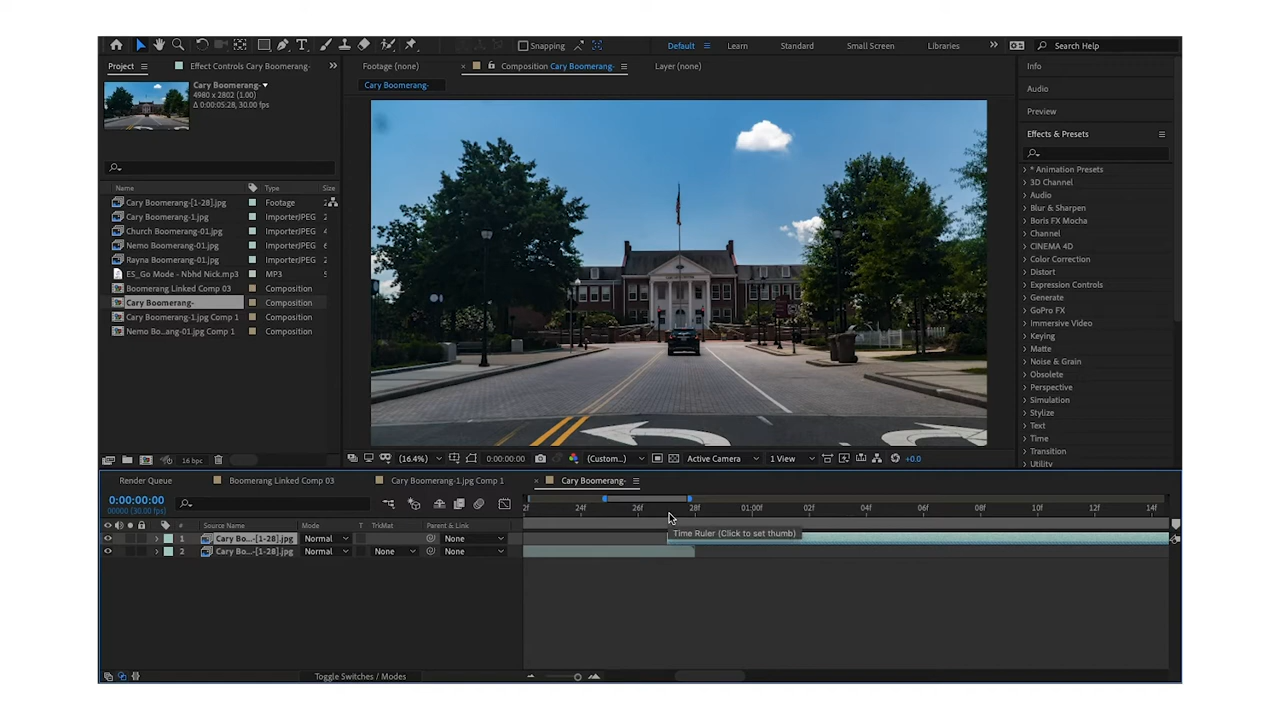 Snapping Default Learn Standard Small Screen Libraries Search Help
Project Effect Controls Cary Boomerang-
Footage (none) Composition Cary Boomerang- Layer (none)
Cary Boomerang-
Cary Boomerang-
4980 x 2802 (1.00)
Δ 0:00:05:28, 30.00 fps
Name Type Size
Cary Boomerang-[1-28].jpg Footage
Cary Boomerang-1.jpg ImporterJPEG
Church Boomerang-01.jpg ImporterJPEG
Nemo Boomerang-01.jpg ImporterJPEG
Rayna Boomerang-01.jpg ImporterJPEG
ES_Go Mode - Nbhd Nick.mp3 MP3
Boomerang Linked Comp 03 Composition
Cary Boomerang- Composition
Cary Boomerang-1.jpg Comp 1 Composition
Nemo Bo...ang-01.jpg Comp 1 Composition
16 bpc
(16.4%) 0:00:00:00 (Custom... Active Camera 1 View +0.0
Info
Audio
Preview
Effects & Presets
* Animation Presets
3D Channel
Audio
Blur & Sharpen
Boris FX Mocha
Channel
CINEMA 4D
Color Correction
Distort
Expression Controls
Generate
GoPro FX
Immersive Video
Keying
Matte
Noise & Grain
Obsolete
Perspective
Simulation
Stylize
Text
Time
Transition
Utility
Render Queue Boomerang Linked Comp 03 Cary Boomerang-1.jpg Comp 1 Cary Boomerang-
0:00:00:00
00000 (30.00 fps)
2f 24f 26f 28f 01:00f 02f 04f 06f 08f 10f 12f 14f
# Source Name Mode T TrkMat Parent & Link
1 Cary Bo...-[1-28].jpg Normal None
2 Cary Bo...-[1-28].jpg Normal None None
Time Ruler (Click to set thumb)
Toggle Switches / Modes